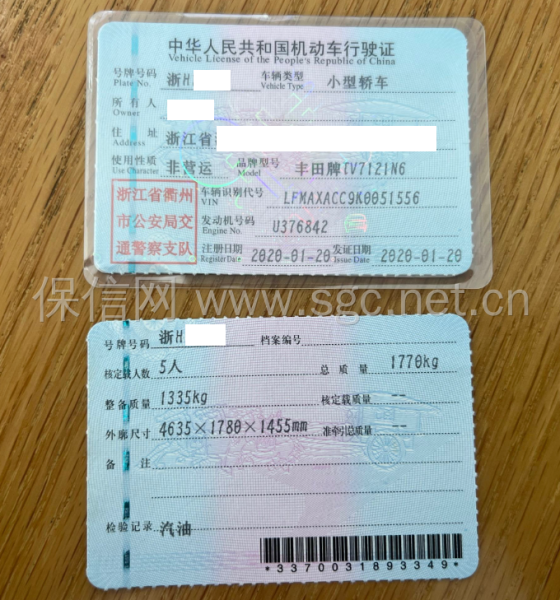 中华人民共和国机动车行驶证
Vehicle License of the People's Republic of China
号牌号码 浙H 车辆类型 小型轿车
Plate No. Vehicle Type
所有人
Owner
住址 浙江省
Address
使用性质 非营运 品牌型号 丰田牌TV7121N6
Use Character Model
浙江省衢州 车辆识别代号 LFMAXACC9K0051556
VIN
市公安局交 发动机号码 U376842
Engine No.
通警察支队 注册日期 2020-01-20 发证日期 2020-01-20
Register Date Issue Date
保信网 www.sgc.net.cn
号牌号码 浙H 档案编号
核定载人数 5人 总质量 1770kg
整备质量 1335kg 核定载质量 --
外廓尺寸 4635×1780×1455mm 准牵引总质量 --
备注
检验记录 汽油
*3370031893349*